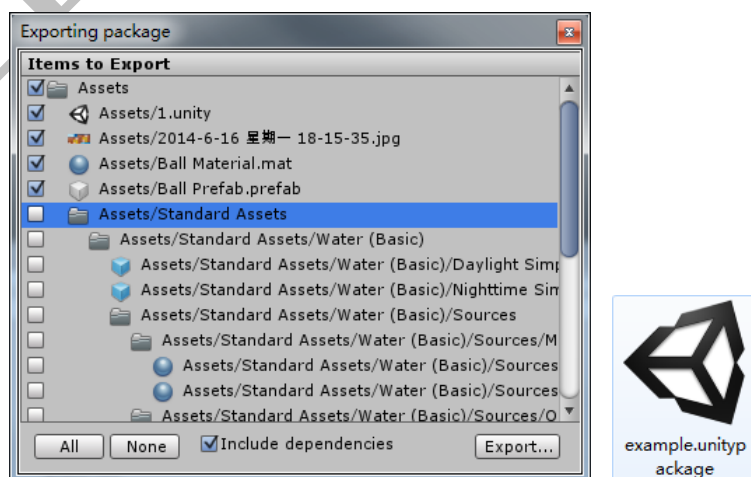 Exporting package
Items to Export
Assets
Assets/1.unity
Assets/2014-6-16 星期一 18-15-35.jpg
Assets/Ball Material.mat
Assets/Ball Prefab.prefab
Assets/Standard Assets
Assets/Standard Assets/Water (Basic)
Assets/Standard Assets/Water (Basic)/Daylight Simp
Assets/Standard Assets/Water (Basic)/Nighttime Sim
Assets/Standard Assets/Water (Basic)/Sources
Assets/Standard Assets/Water (Basic)/Sources/M
Assets/Standard Assets/Water (Basic)/Sources
Assets/Standard Assets/Water (Basic)/Sources
Assets/Standard Assets/Water (Basic)/Sources/O
All None Include dependencies Export...
example.unityp
ackage